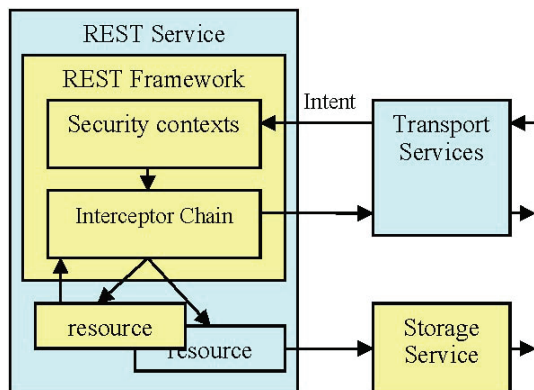 REST Service
REST Framework
Security contexts
Intent
Transport
Services
Interceptor Chain
resource
resource
Storage
Service